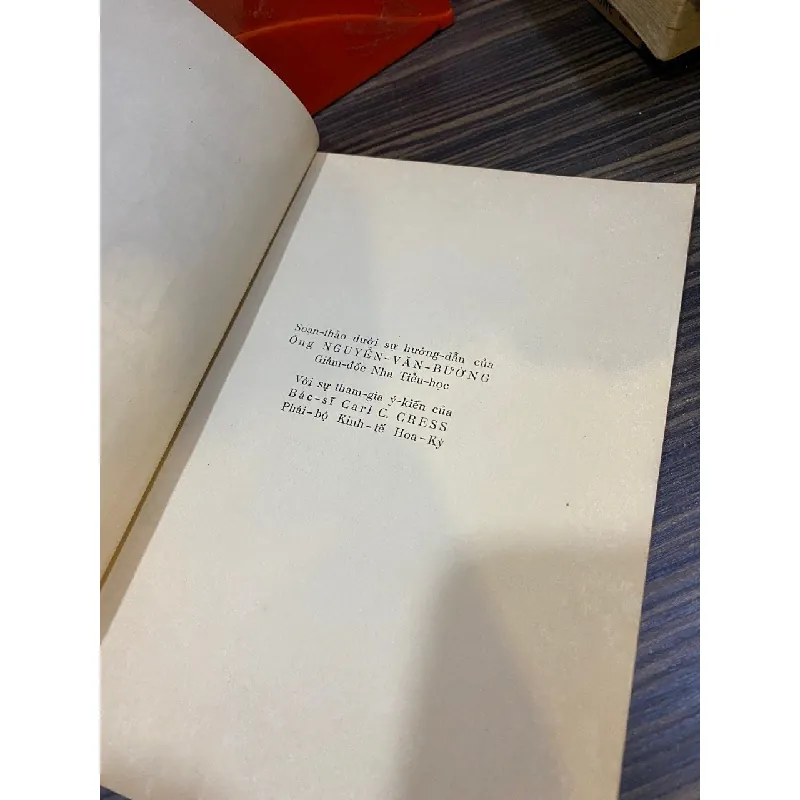 Soạn-thảo dưới sự hướng-dẫn của
Ông NGUYỄN-VĂN-BƯỜNG
Giám-đốc Nha Tiểu-học
Với sự tham-gia ý-kiến của
Bác-sĩ Carl C. GRESS
Phái-bộ Kinh-tế Hoa-Kỳ